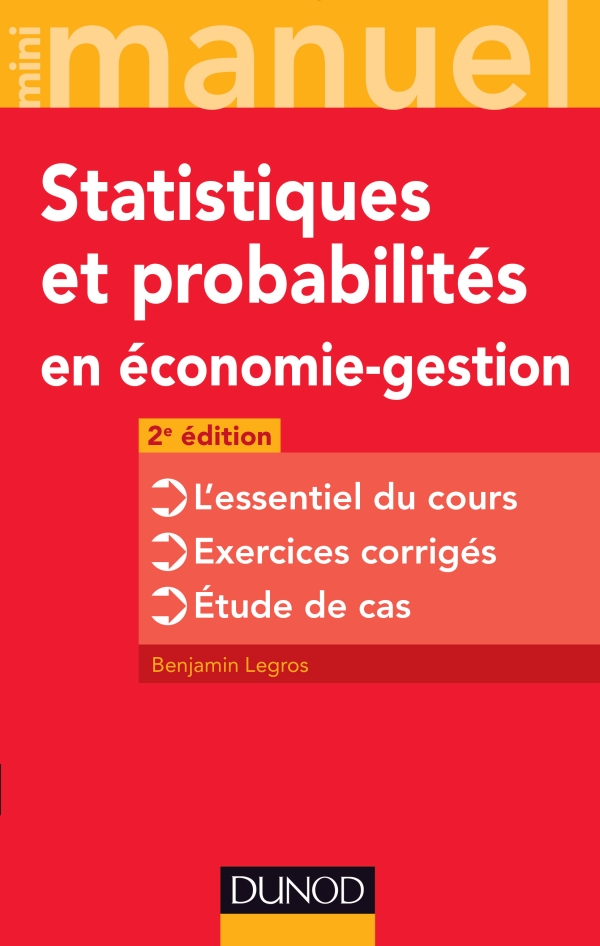 mini manuel
Statistiques
et probabilités
en économie-gestion
2e édition
L'essentiel du cours
Exercices corrigés
Étude de cas
Benjamin Legros
DUNOD